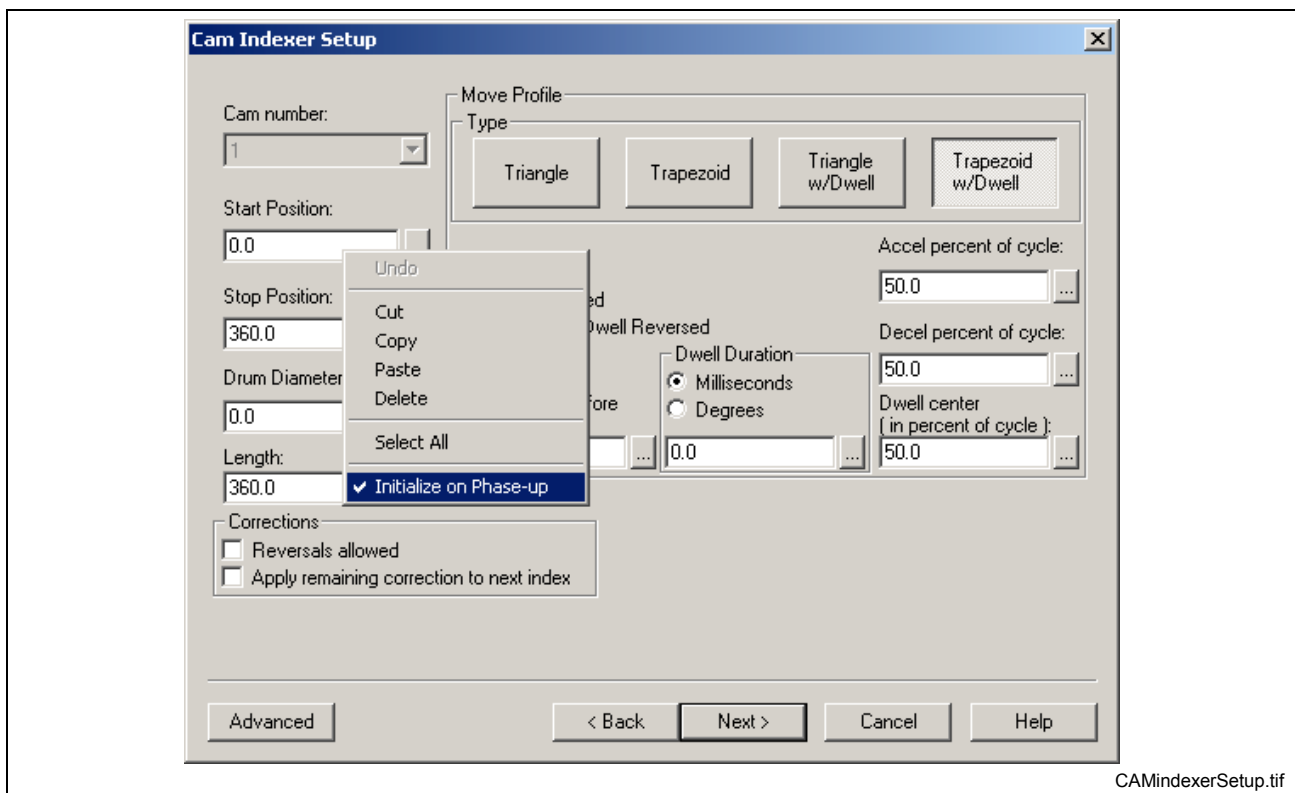 Cam Indexer Setup
Cam number:
1
Start Position:
0.0
Stop Position:
360.0
Drum Diameter
0.0
Length:
360.0
Undo
Cut
Copy
Paste
Delete
Select All
Initialize on Phase-up
Corrections
Reversals allowed
Apply remaining correction to next index
Move Profile
Type
Triangle
Trapezoid
Triangle
w/Dwell
Trapezoid
w/Dwell
Dwell Reversed
Dwell Duration
Milliseconds
Degrees
...
0.0
...
Accel percent of cycle:
50.0
...
Decel percent of cycle:
50.0
...
Dwell center
( in percent of cycle ):
50.0
...
Advanced
< Back
Next >
Cancel
Help
CAMindexerSetup.tif